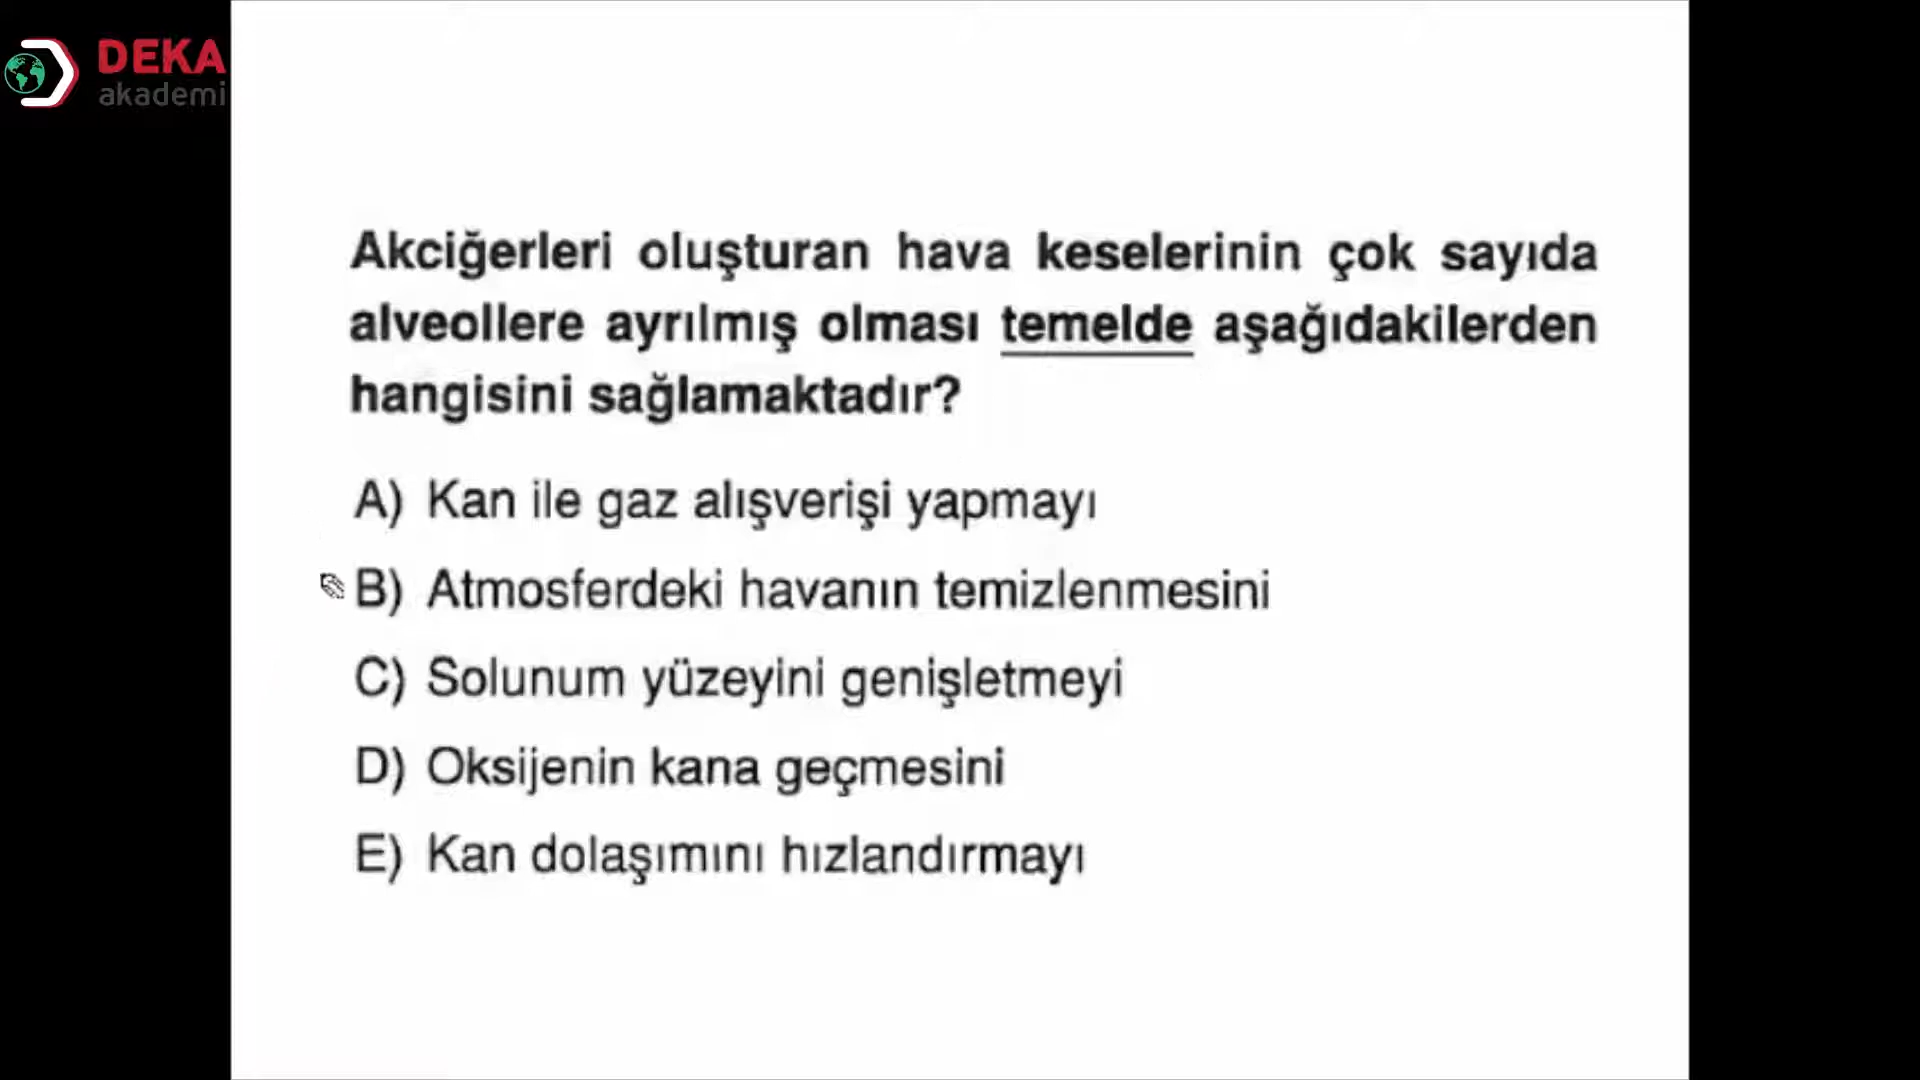 DEKA
akademi
Akciğerleri oluşturan hava keselerinin çok sayıda
alveollere ayrılmış olması temelde aşağıdakilerden
hangisini sağlamaktadır?
A) Kan ile gaz alışverişi yapmayı
B) Atmosferdeki havanın temizlenmesini
C) Solunum yüzeyini genişletmeyi
D) Oksijenin kana geçmesini
E) Kan dolaşımını hızlandırmayı